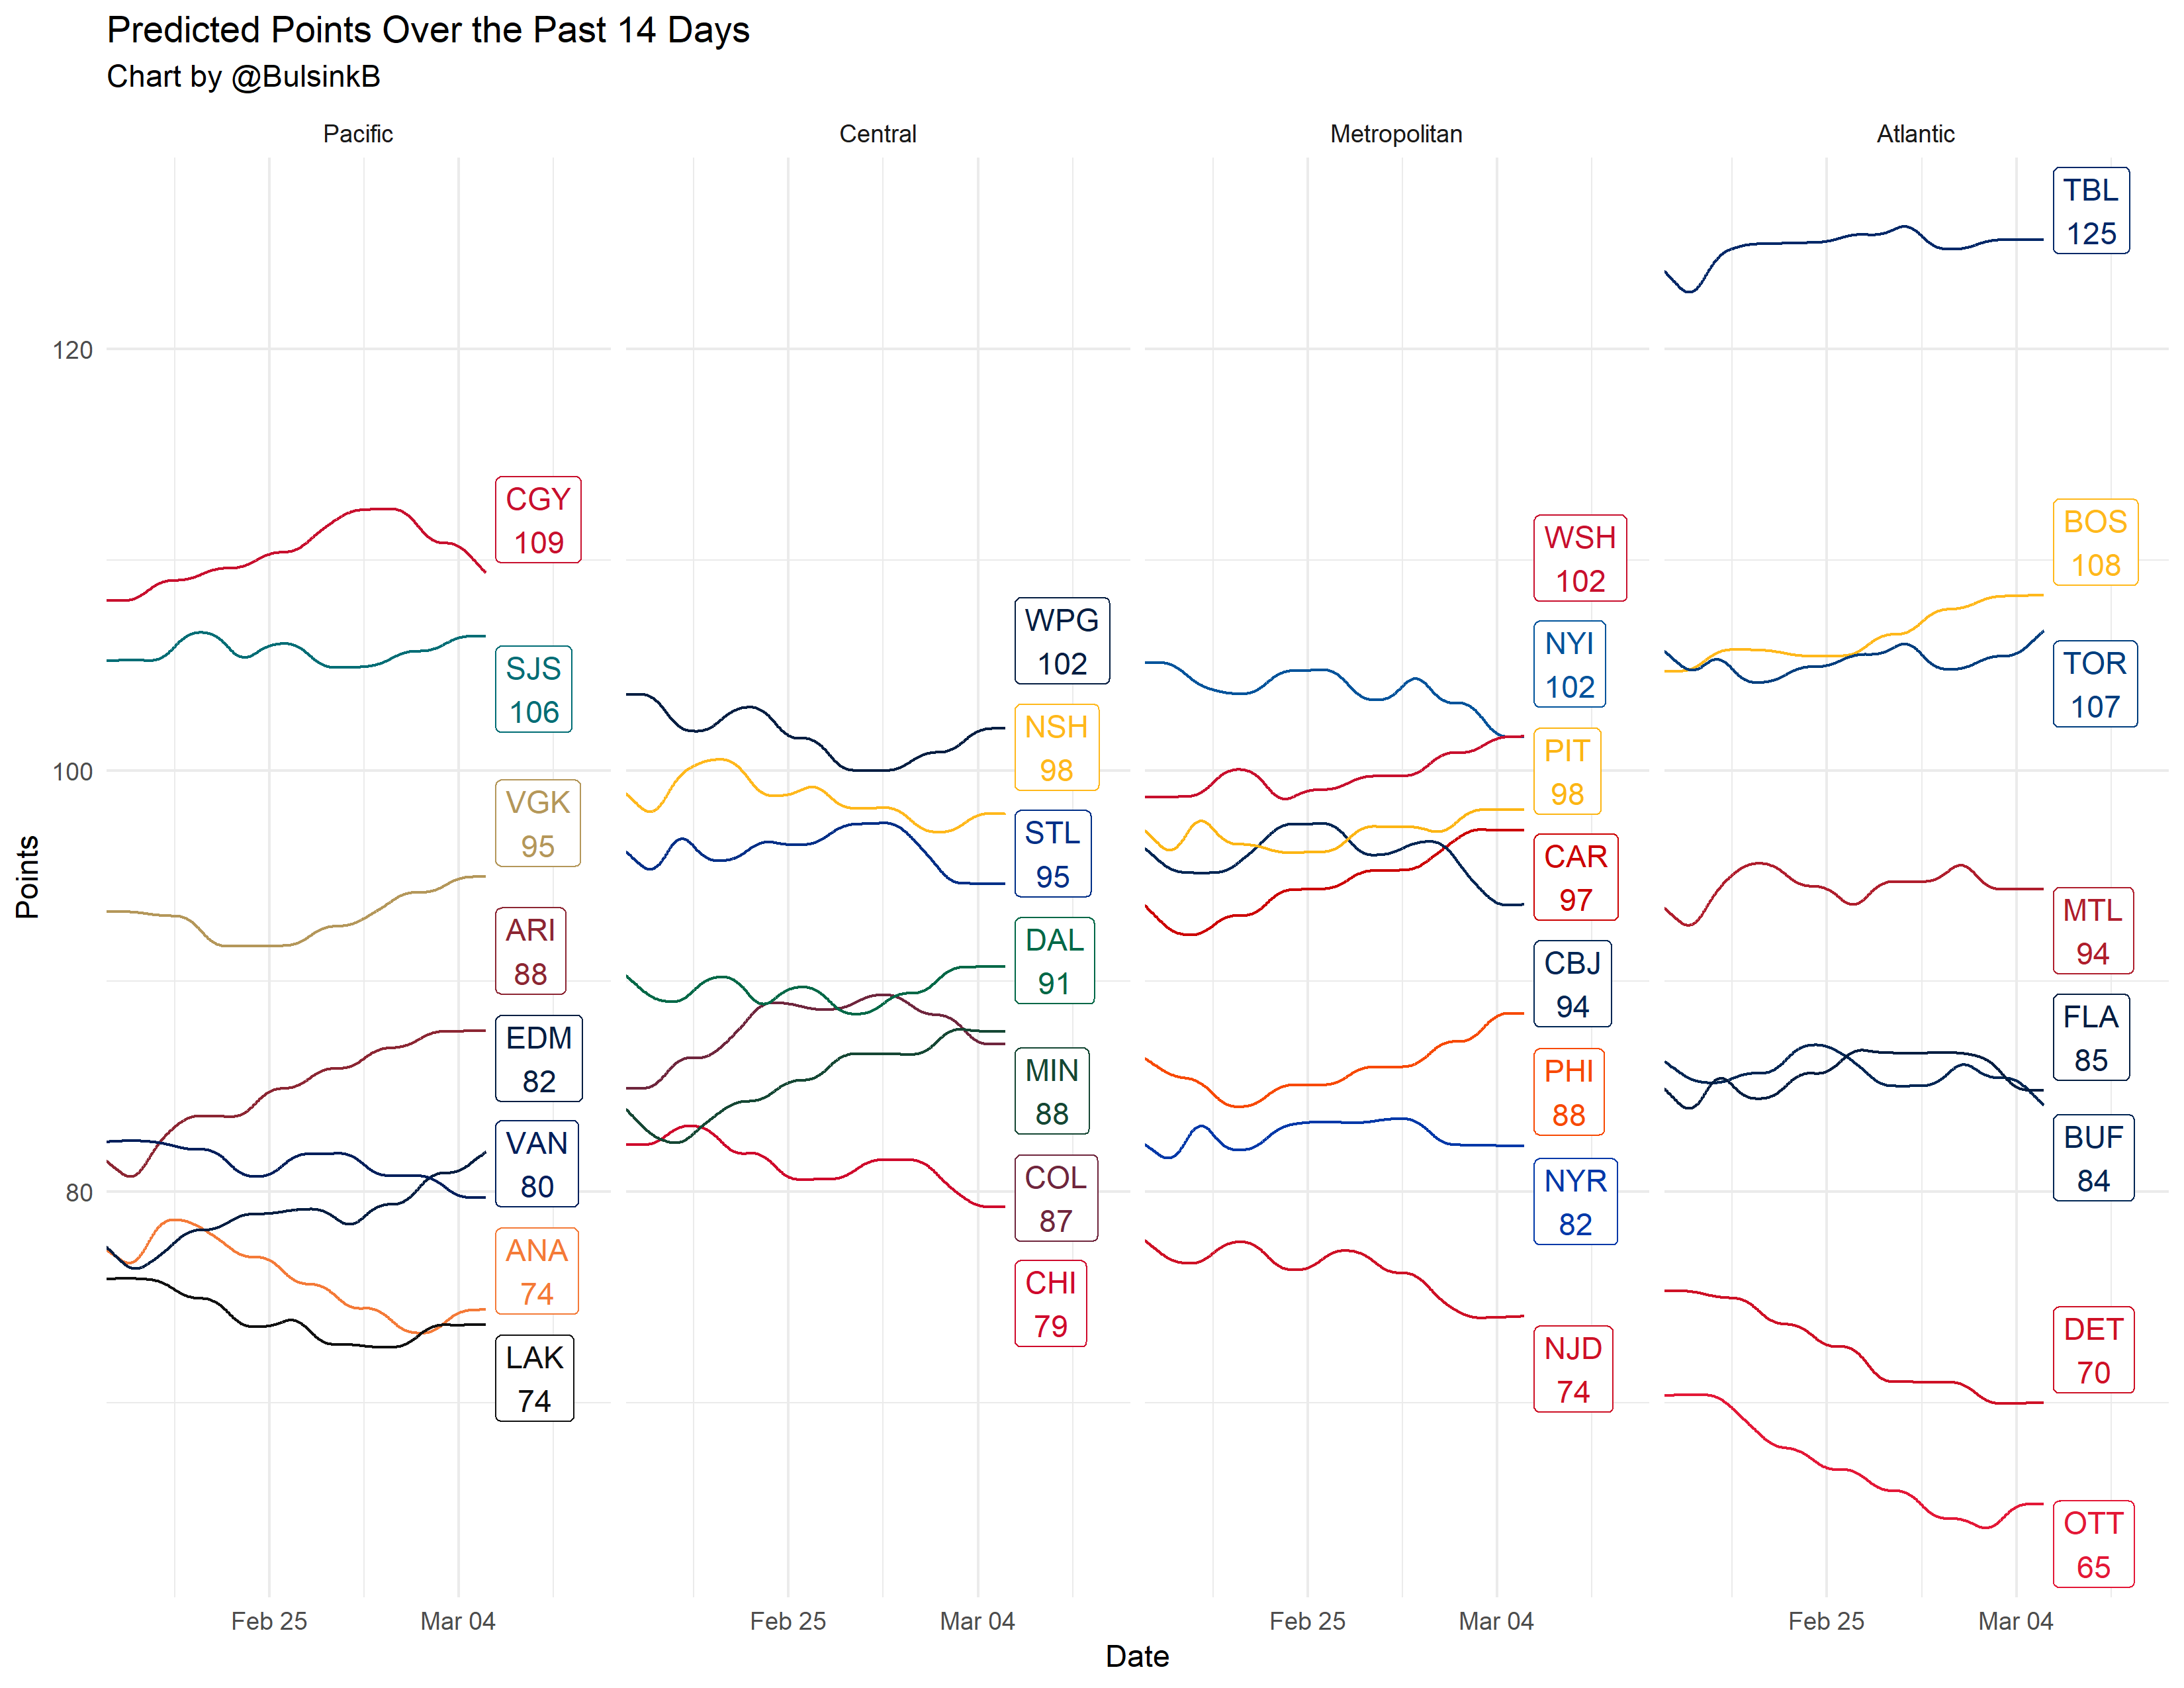 Predicted Points Over the Past 14 Days
Chart by @BulsinkB
Pacific
Central
Metropolitan
Atlantic
Points
120
100
80
CGY
109
SJS
106
VGK
95
ARI
88
EDM
82
VAN
80
ANA
74
LAK
74
WPG
102
NSH
98
STL
95
DAL
91
MIN
88
COL
87
CHI
79
WSH
102
NYI
102
PIT
98
CAR
97
CBJ
94
PHI
88
NYR
82
NJD
74
TBL
125
BOS
108
TOR
107
MTL
94
FLA
85
BUF
84
DET
70
OTT
65
Feb 25
Mar 04
Feb 25
Mar 04
Feb 25
Mar 04
Feb 25
Mar 04
Date